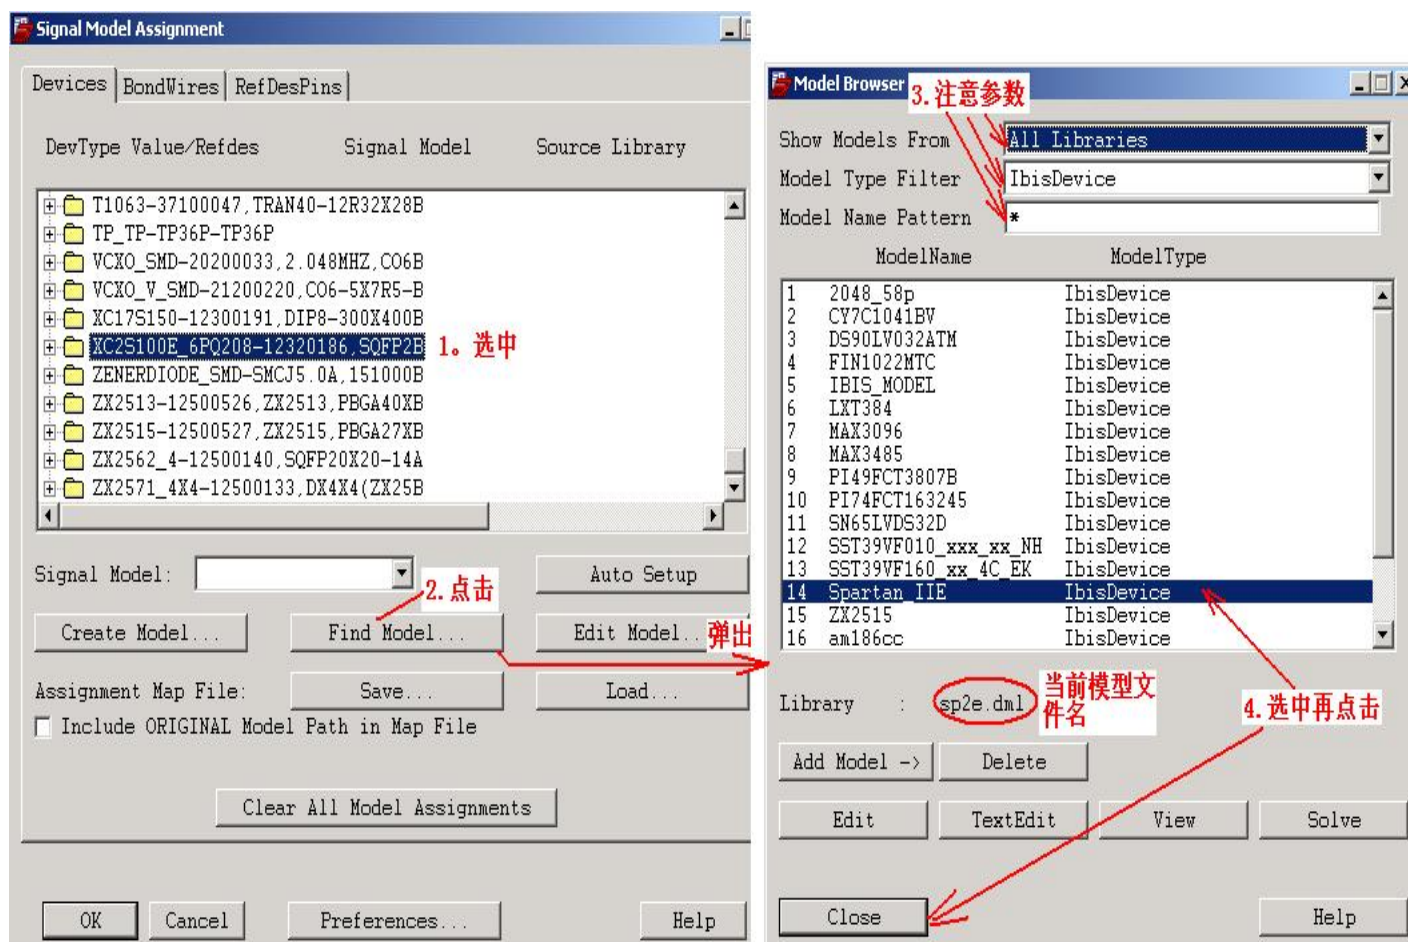 Signal Model Assignment
Devices BondWires RefDesPins
DevType Value/Refdes Signal Model Source Library
T1063-37100047,TRAN40-12R32X28B
TP_TP-TP36P-TP36P
VCXO_SMD-20200033,2.048MHZ,CO6B
VCXO_V_SMD-21200220,CO6-5X7R5-B
XC17S150-12300191,DIP8-300X400B
XC2S100E_6PQ208-12320186,SQFP2B
1。选中
ZENERDIODE_SMD-SMCJ5.0A,151000B
ZX2513-12500526,ZX2513,PBGA40XB
ZX2515-12500527,ZX2515,PBGA27XB
ZX2562_4-12500140,SQFP20X20-14A
ZX2571_4X4-12500133,DX4X4(ZX25B
Signal Model:
Auto Setup
2.点击
Create Model... Find Model... Edit Model..
弹出
Assignment Map File: Save... Load...
Include ORIGINAL Model Path in Map File
Clear All Model Assignments
OK Cancel Preferences... Help
Model Browser
3.注意参数
Show Models From All Libraries
Model Type Filter IbisDevice
Model Name Pattern *
ModelName ModelType
1 2048_58p IbisDevice
2 CY7C1041BV IbisDevice
3 DS90LV032ATM IbisDevice
4 FIN1022MTC IbisDevice
5 IBIS_MODEL IbisDevice
6 LXT384 IbisDevice
7 MAX3096 IbisDevice
8 MAX3485 IbisDevice
9 PI49FCT3807B IbisDevice
10 PI74FCT163245 IbisDevice
11 SN65LVDS32D IbisDevice
12 SST39VF010_xxx_xx_NH IbisDevice
13 SST39VF160_xx_4C_EK IbisDevice
14 Spartan_IIE IbisDevice
15 ZX2515 IbisDevice
16 am186cc IbisDevice
Library : sp2e.dml
当前模型文
件名
4.选中再点击
Add Model -> Delete
Edit TextEdit View Solve
Close Help